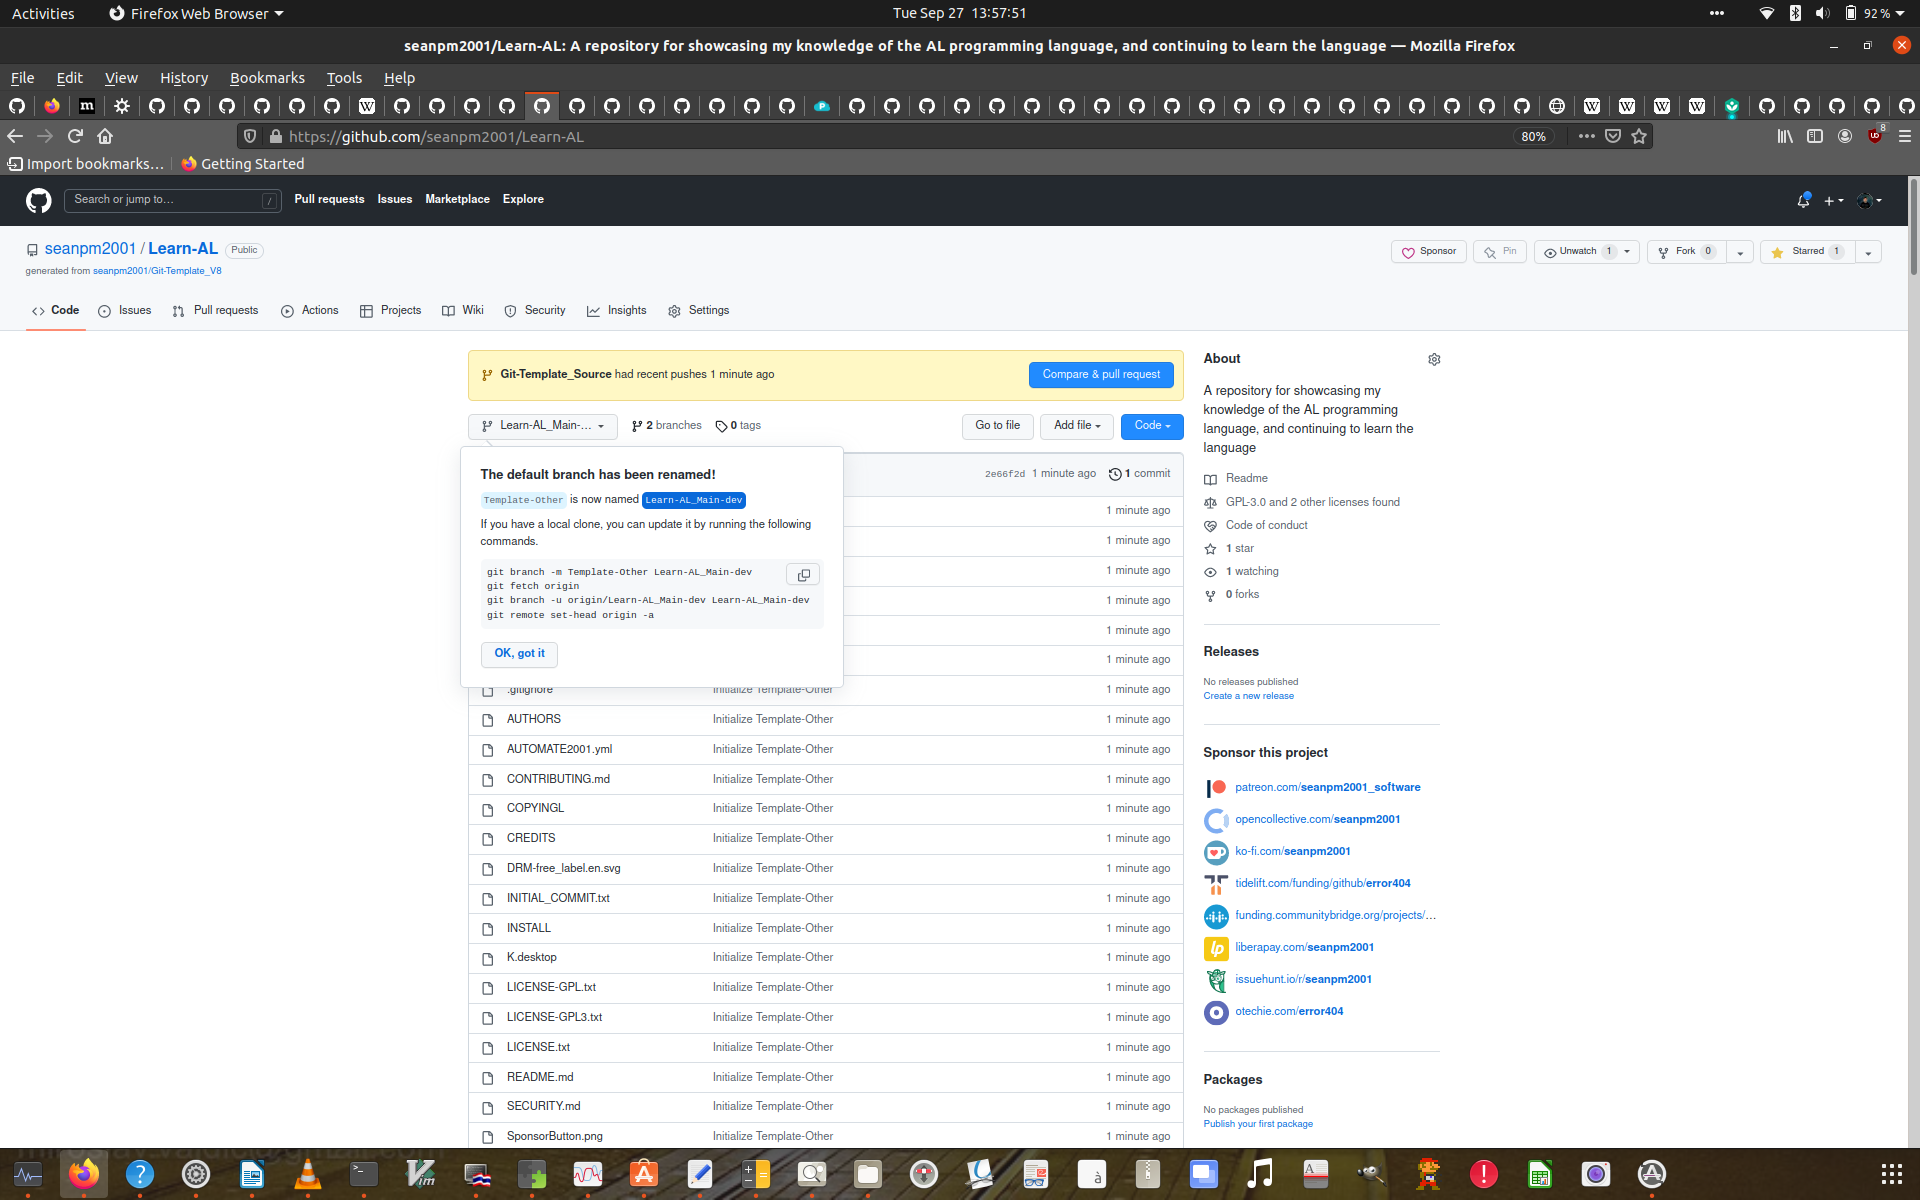 Activities
Firefox Web Browser
Tue Sep 27 13:57:51
92 %
seanpm2001/Learn-AL: A repository for showcasing my knowledge of the AL programming language, and continuing to learn the language — Mozilla Firefox
File Edit View History Bookmarks Tools Help
https://github.com/seanpm2001/Learn-AL
80%
8
Import bookmarks…
Getting Started
Search or jump to…
/
Pull requests Issues Marketplace Explore
seanpm2001 / Learn-AL Public
generated from seanpm2001/Git-Template_V8
Sponsor
Pin
Unwatch 1
Fork 0
Starred 1
Code
Issues
Pull requests
Actions
Projects
Wiki
Security
Insights
Settings
Git-Template_Source had recent pushes 1 minute ago
Compare & pull request
Learn-AL_Main-...
2 branches
0 tags
Go to file
Add file
Code
The default branch has been renamed!
Template-Other is now named Learn-AL_Main-dev
If you have a local clone, you can update it by running the following
commands.
git branch -m Template-Other Learn-AL_Main-dev
git fetch origin
git branch -u origin/Learn-AL_Main-dev Learn-AL_Main-dev
git remote set-head origin -a
OK, got it
2e66f2d 1 minute ago 1 commit
1 minute ago
1 minute ago
1 minute ago
1 minute ago
1 minute ago
1 minute ago
.gitignore Initialize Template-Other 1 minute ago
AUTHORS Initialize Template-Other 1 minute ago
AUTOMATE2001.yml Initialize Template-Other 1 minute ago
CONTRIBUTING.md Initialize Template-Other 1 minute ago
COPYINGL Initialize Template-Other 1 minute ago
CREDITS Initialize Template-Other 1 minute ago
DRM-free_label.en.svg Initialize Template-Other 1 minute ago
INITIAL_COMMIT.txt Initialize Template-Other 1 minute ago
INSTALL Initialize Template-Other 1 minute ago
K.desktop Initialize Template-Other 1 minute ago
LICENSE-GPL.txt Initialize Template-Other 1 minute ago
LICENSE-GPL3.txt Initialize Template-Other 1 minute ago
LICENSE.txt Initialize Template-Other 1 minute ago
README.md Initialize Template-Other 1 minute ago
SECURITY.md Initialize Template-Other 1 minute ago
SponsorButton.png Initialize Template-Other 1 minute ago
About
A repository for showcasing my
knowledge of the AL programming
language, and continuing to learn the
language
Readme
GPL-3.0 and 2 other licenses found
Code of conduct
1 star
1 watching
0 forks
Releases
No releases published
Create a new release
Sponsor this project
patreon.com/seanpm2001_software
opencollective.com/seanpm2001
ko-fi.com/seanpm2001
tidelift.com/funding/github/error404
funding.communitybridge.org/projects/…
liberapay.com/seanpm2001
issuehunt.io/r/seanpm2001
otechie.com/error404
Packages
No packages published
Publish your first package